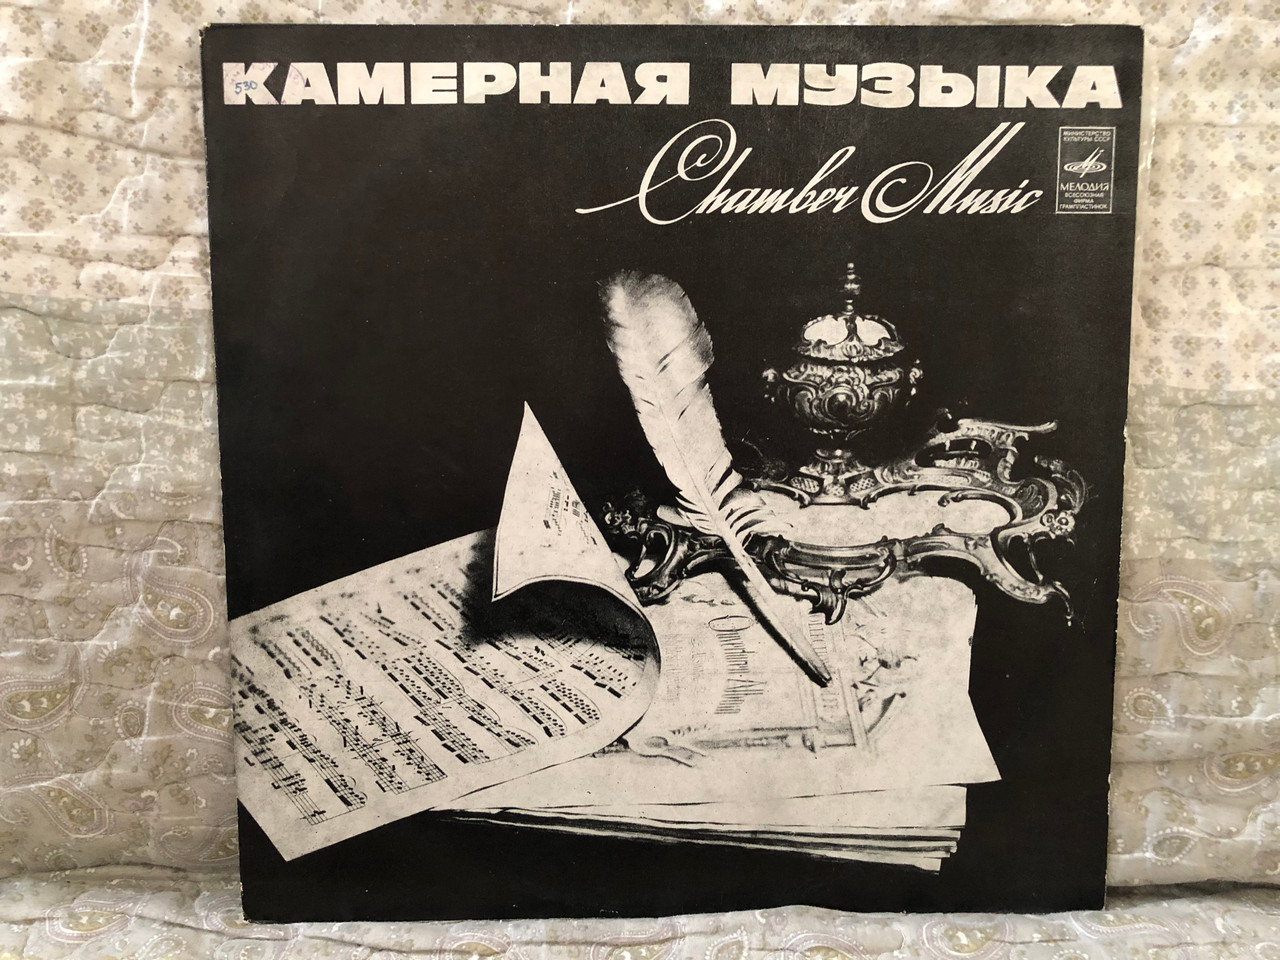 КАМЕРНАЯ МУЗЫКА
530
Chamber Music
МИНИСТЕРСТВО
КУЛЬТУРЫ СССР
МЕЛОДИЯ
ВСЕСОЮЗНАЯ
ФИРМА
ГРАМПЛАСТИНОК